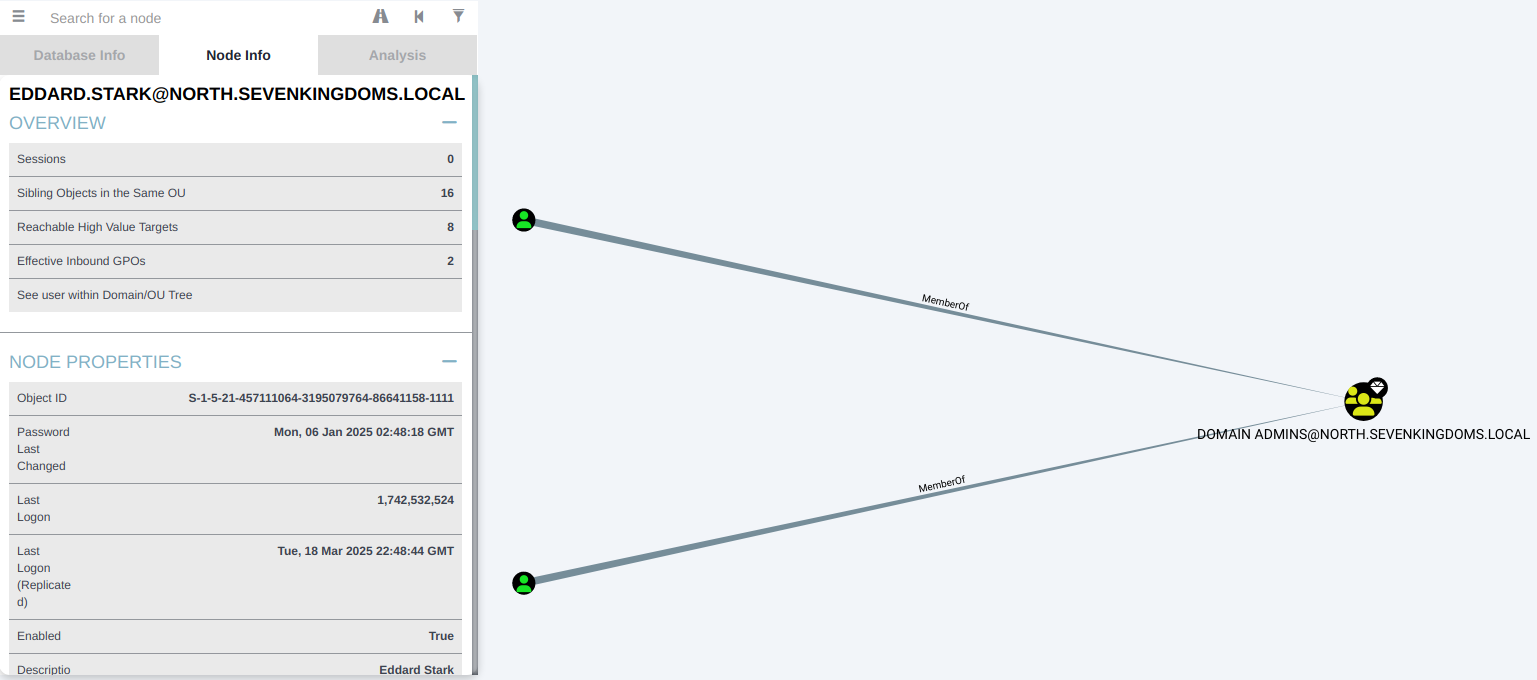 Search for a node
Database Info
Node Info
Analysis
EDDARD.STARK@NORTH.SEVENKINGDOMS.LOCAL
OVERVIEW
Sessions 0
Sibling Objects in the Same OU 16
Reachable High Value Targets 8
Effective Inbound GPOs 2
See user within Domain/OU Tree
NODE PROPERTIES
Object ID S-1-5-21-457111064-3195079764-86641158-1111
Password Mon, 06 Jan 2025 02:48:18 GMT
Last
Changed
Last 1,742,532,524
Logon
Last Tue, 18 Mar 2025 22:48:44 GMT
Logon
(Replicate
d)
Enabled True
Descriptio Eddard Stark
MemberOf
DOMAIN ADMINS@NORTH.SEVENKINGDOMS.LOCAL
MemberOf